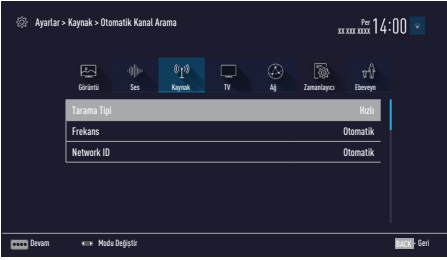 Ayarlar > Kaynak > Otomatik Kanal Arama
Per
xx xxx xxxx 14:00
Görüntü Ses Kaynak TV Ağ Zamanlayıcı Ebeveyn
Tarama Tipi Hızlı
Frekans Otomatik
Network ID Otomatik
Devam Modu Değiştir BACK - Geri